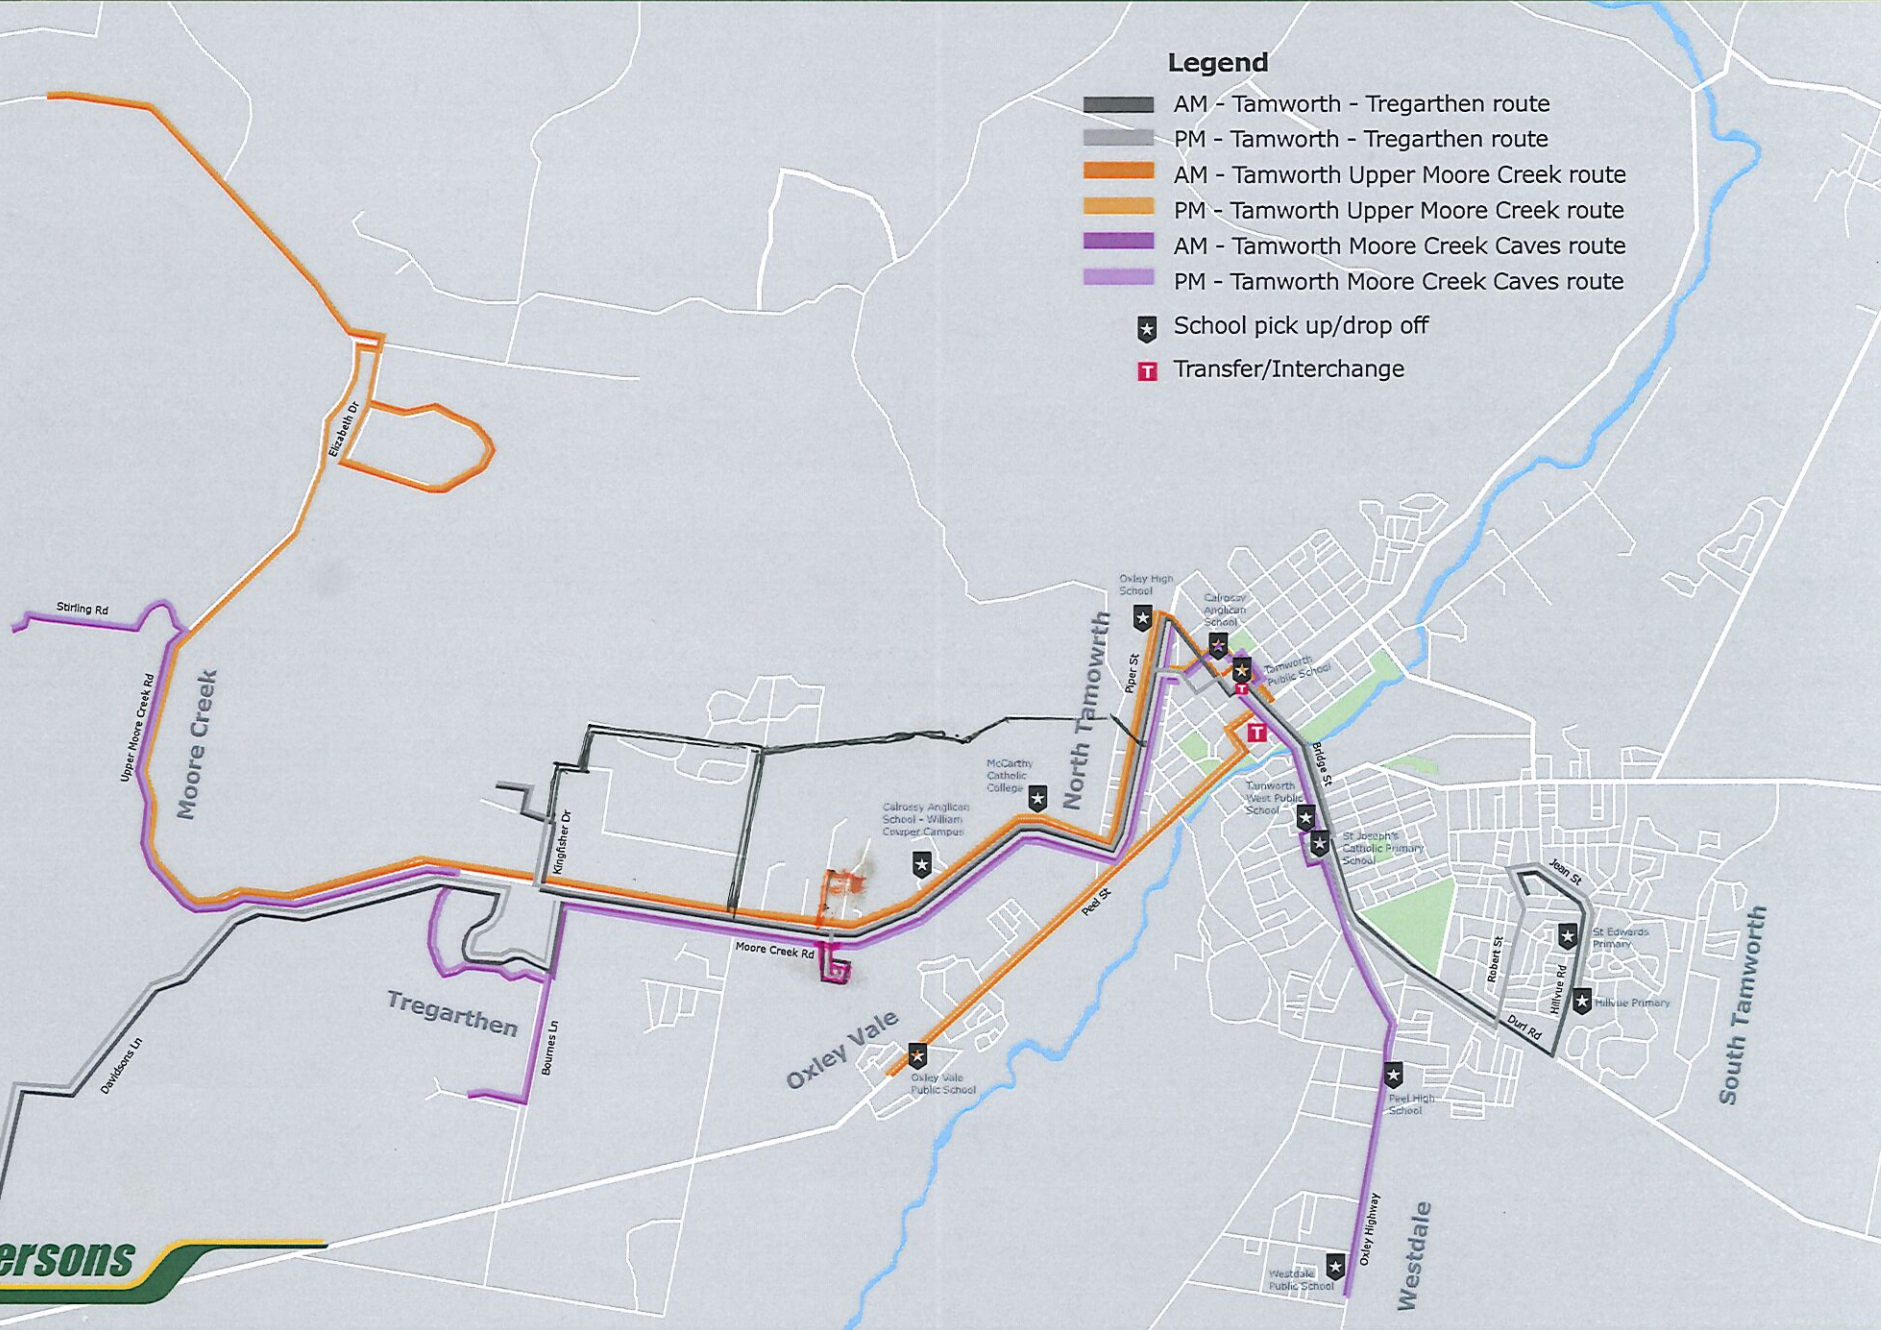 Legend
AM - Tamworth - Tregarthen route
PM - Tamworth - Tregarthen route
AM - Tamworth Upper Moore Creek route
PM - Tamworth Upper Moore Creek route
AM - Tamworth Moore Creek Caves route
PM - Tamworth Moore Creek Caves route
School pick up/drop off
T Transfer/Interchange
Elizabeth Dr
Stirling Rd
Upper Moore Creek Rd
Moore Creek
Oxley High
School
Calrossy
Anglican
School
Tamworth
Public School
T
T
Piper St
North Tamowrth
McCarthy
Catholic
College
Calrossy Anglican
School - William
Cowper Campus
Kingfisher Dr
Bridge St
Tamworth
West Public
School
St Joseph's
Catholic Primary
School
Peel St
Moore Creek Rd
Jean St
St Edwards
Primary
Robert St
Hillvue Rd
Hillvue Primary
Duri Rd
South Tamworth
Tregarthen
Bournes Ln
Davidsons Ln
Oxley Vale
Oxley Vale
Public School
Peel High
School
Oxley Highway
Westdale
Westdale
Public School
ersons